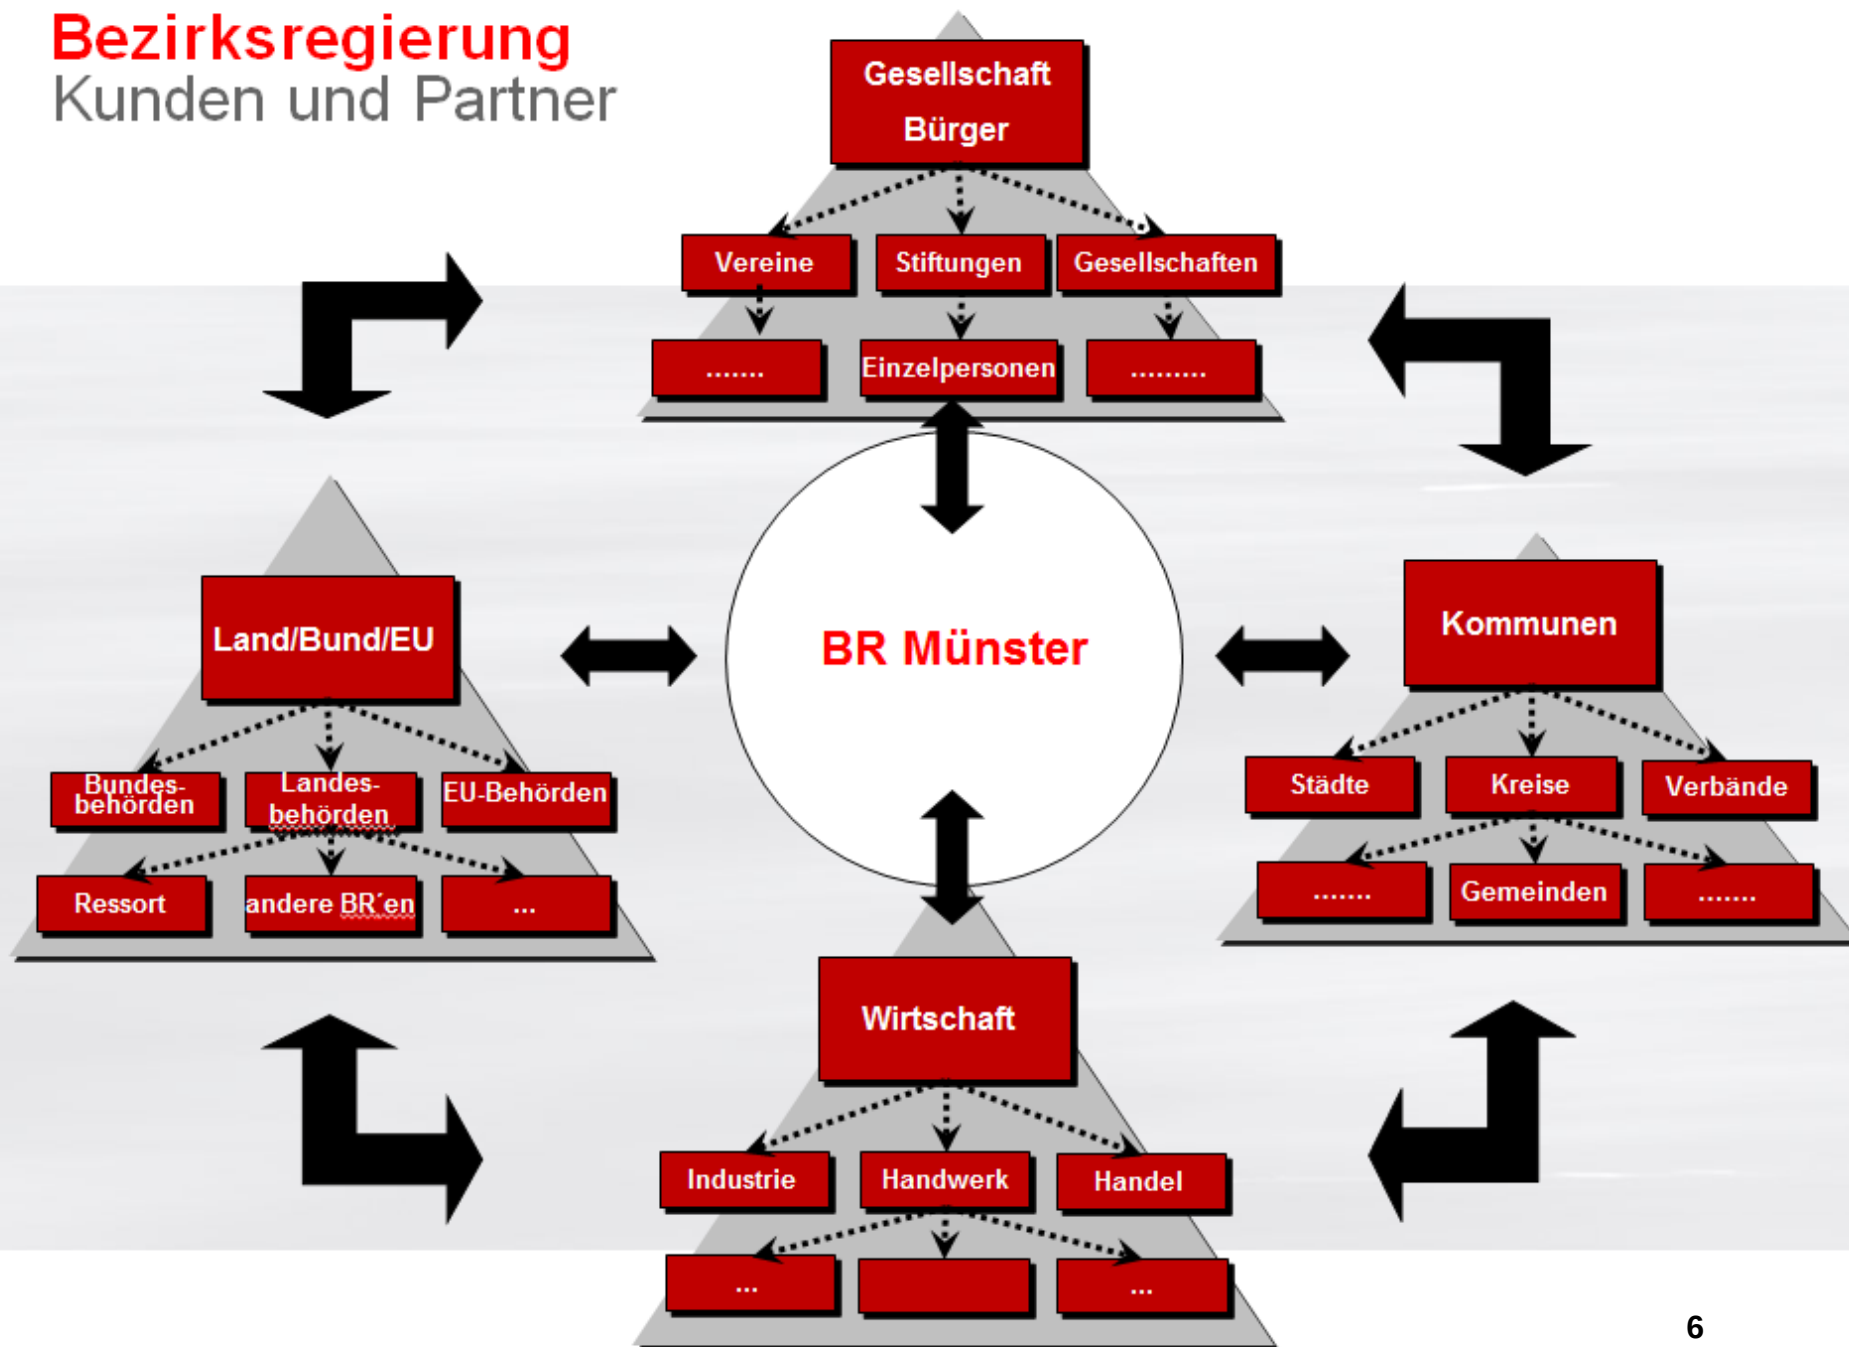 Bezirksregierung
Kunden und Partner
Gesellschaft
Bürger
Vereine
Stiftungen
Gesellschaften
.......
Einzelpersonen
.........
Land/Bund/EU
Bundes-
behörden
Landes-
behörden
EU-Behörden
Ressort
andere BR´en
...
BR Münster
Kommunen
Städte
Kreise
Verbände
.......
Gemeinden
.......
Wirtschaft
Industrie
Handwerk
Handel
...
...
6